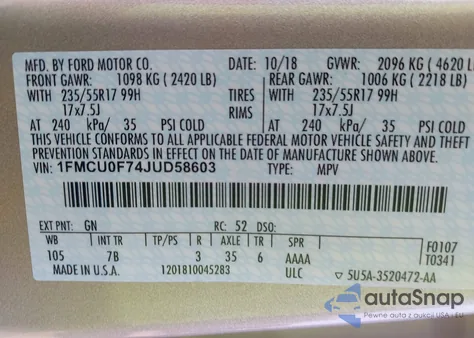 MFD. BY FORD MOTOR CO. DATE: 10/18 GVWR: 2096 KG ( 4620 LB)
FRONT GAWR: 1098 KG ( 2420 LB) REAR GAWR: 1006 KG ( 2218 LB)
WITH 235/55R17 99H TIRES WITH 235/55R17 99H
17x7.5J RIMS 17x7.5J
AT 240 kPa/ 35 PSI COLD AT 240 kPa/ 35 PSI COLD
THIS VEHICLE CONFORMS TO ALL APPLICABLE FEDERAL MOTOR VEHICLE SAFETY AND THEFT
PREVENTION STANDARDS IN EFFECT ON THE DATE OF MANUFACTURE SHOWN ABOVE.
VIN: 1FMCU0F74JUD58603 TYPE: MPV
EXT PNT: GN RC: 52 DSO:
WB INT TR TP/PS R AXLE TR SPR F0107
105 7B 3 35 6 AAAA T0341
MADE IN U.S.A. 1201810045283 ULC 5U5A-3520472-AA
autoSnap
Pewne auta z aukcji USA i EU